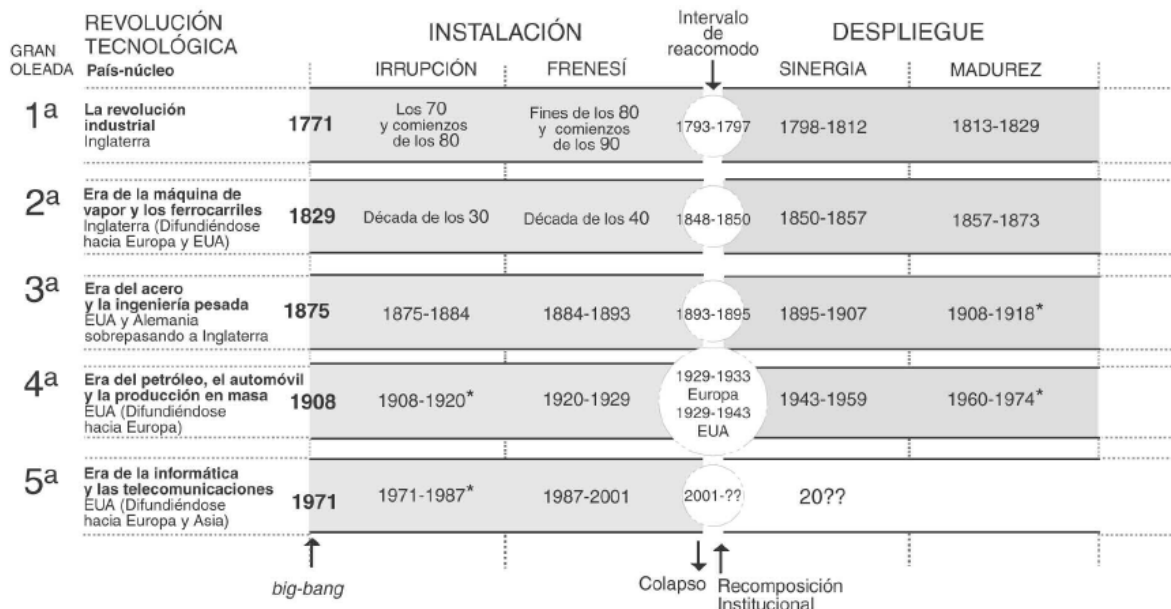 GRAN
OLEADA
REVOLUCIÓN
TECNOLÓGICA
País-núcleo
INSTALACIÓN
Intervalo
de
reacomodo
DESPLIEGUE
IRRUPCIÓN
FRENESÍ
SINERGIA
MADUREZ
1ª
La revolución
industrial
Inglaterra
1771
Los 70
y comienzos
de los 80
Fines de los 80
y comienzos
de los 90
1793-1797
1798-1812
1813-1829
2ª
Era de la máquina de
vapor y los ferrocarriles
Inglaterra (Difundiéndose
hacia Europa y EUA)
1829
Década de los 30
Década de los 40
1848-1850
1850-1857
1857-1873
3ª
Era del acero
y la ingeniería pesada
EUA y Alemania
sobrepasando a Inglaterra
1875
1875-1884
1884-1893
1893-1895
1895-1907
1908-1918*
4ª
Era del petróleo, el automóvil
y la producción en masa
EUA (Difundiéndose
hacia Europa)
1908
1908-1920*
1920-1929
1929-1933
Europa
1929-1943
EUA
1943-1959
1960-1974*
5ª
Era de la informática
y las telecomunicaciones
EUA (Difundiéndose
hacia Europa y Asia)
1971
1971-1987*
1987-2001
2001-??
20??
big-bang
Colapso
Recomposición
Institucional